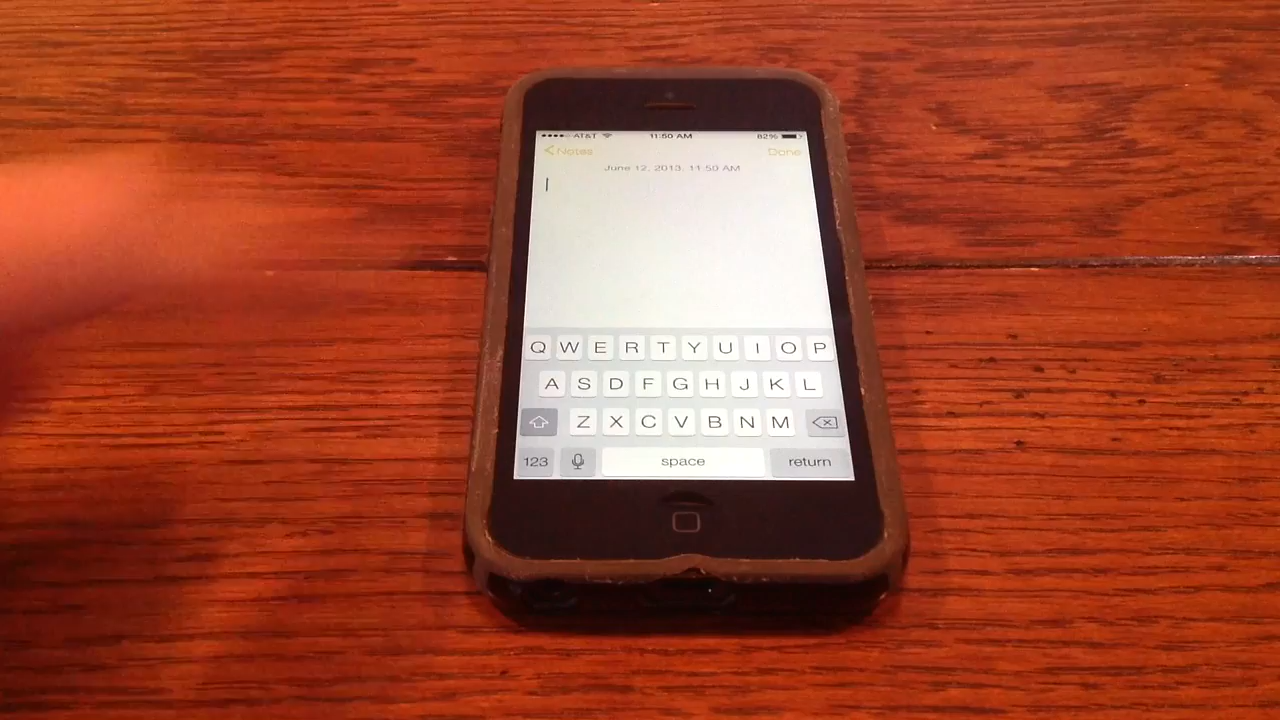 AT&T 11:50 AM 82%
Notes Done
June 12, 2013, 11:50 AM
Q W E R T Y U I O P
A S D F G H J K L
Z X C V B N M
123 space return